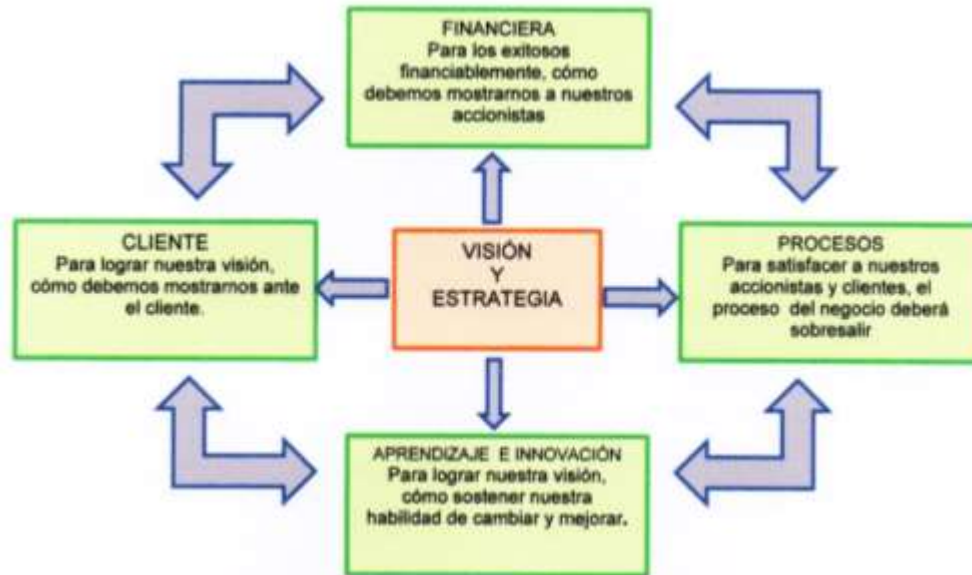 FINANCIERA
Para los exitosos
financiablemente, cómo
debemos mostrarnos a nuestros
accionistas
CLIENTE
Para lograr nuestra visión,
cómo debemos mostrarnos ante
el cliente.
VISIÓN
Y
ESTRATEGIA
PROCESOS
Para satisfacer a nuestros
accionistas y clientes, el
proceso del negocio deberá
sobresalir
APRENDIZAJE E INNOVACIÓN
Para lograr nuestra visión,
cómo sostener nuestra
habilidad de cambiar y mejorar.